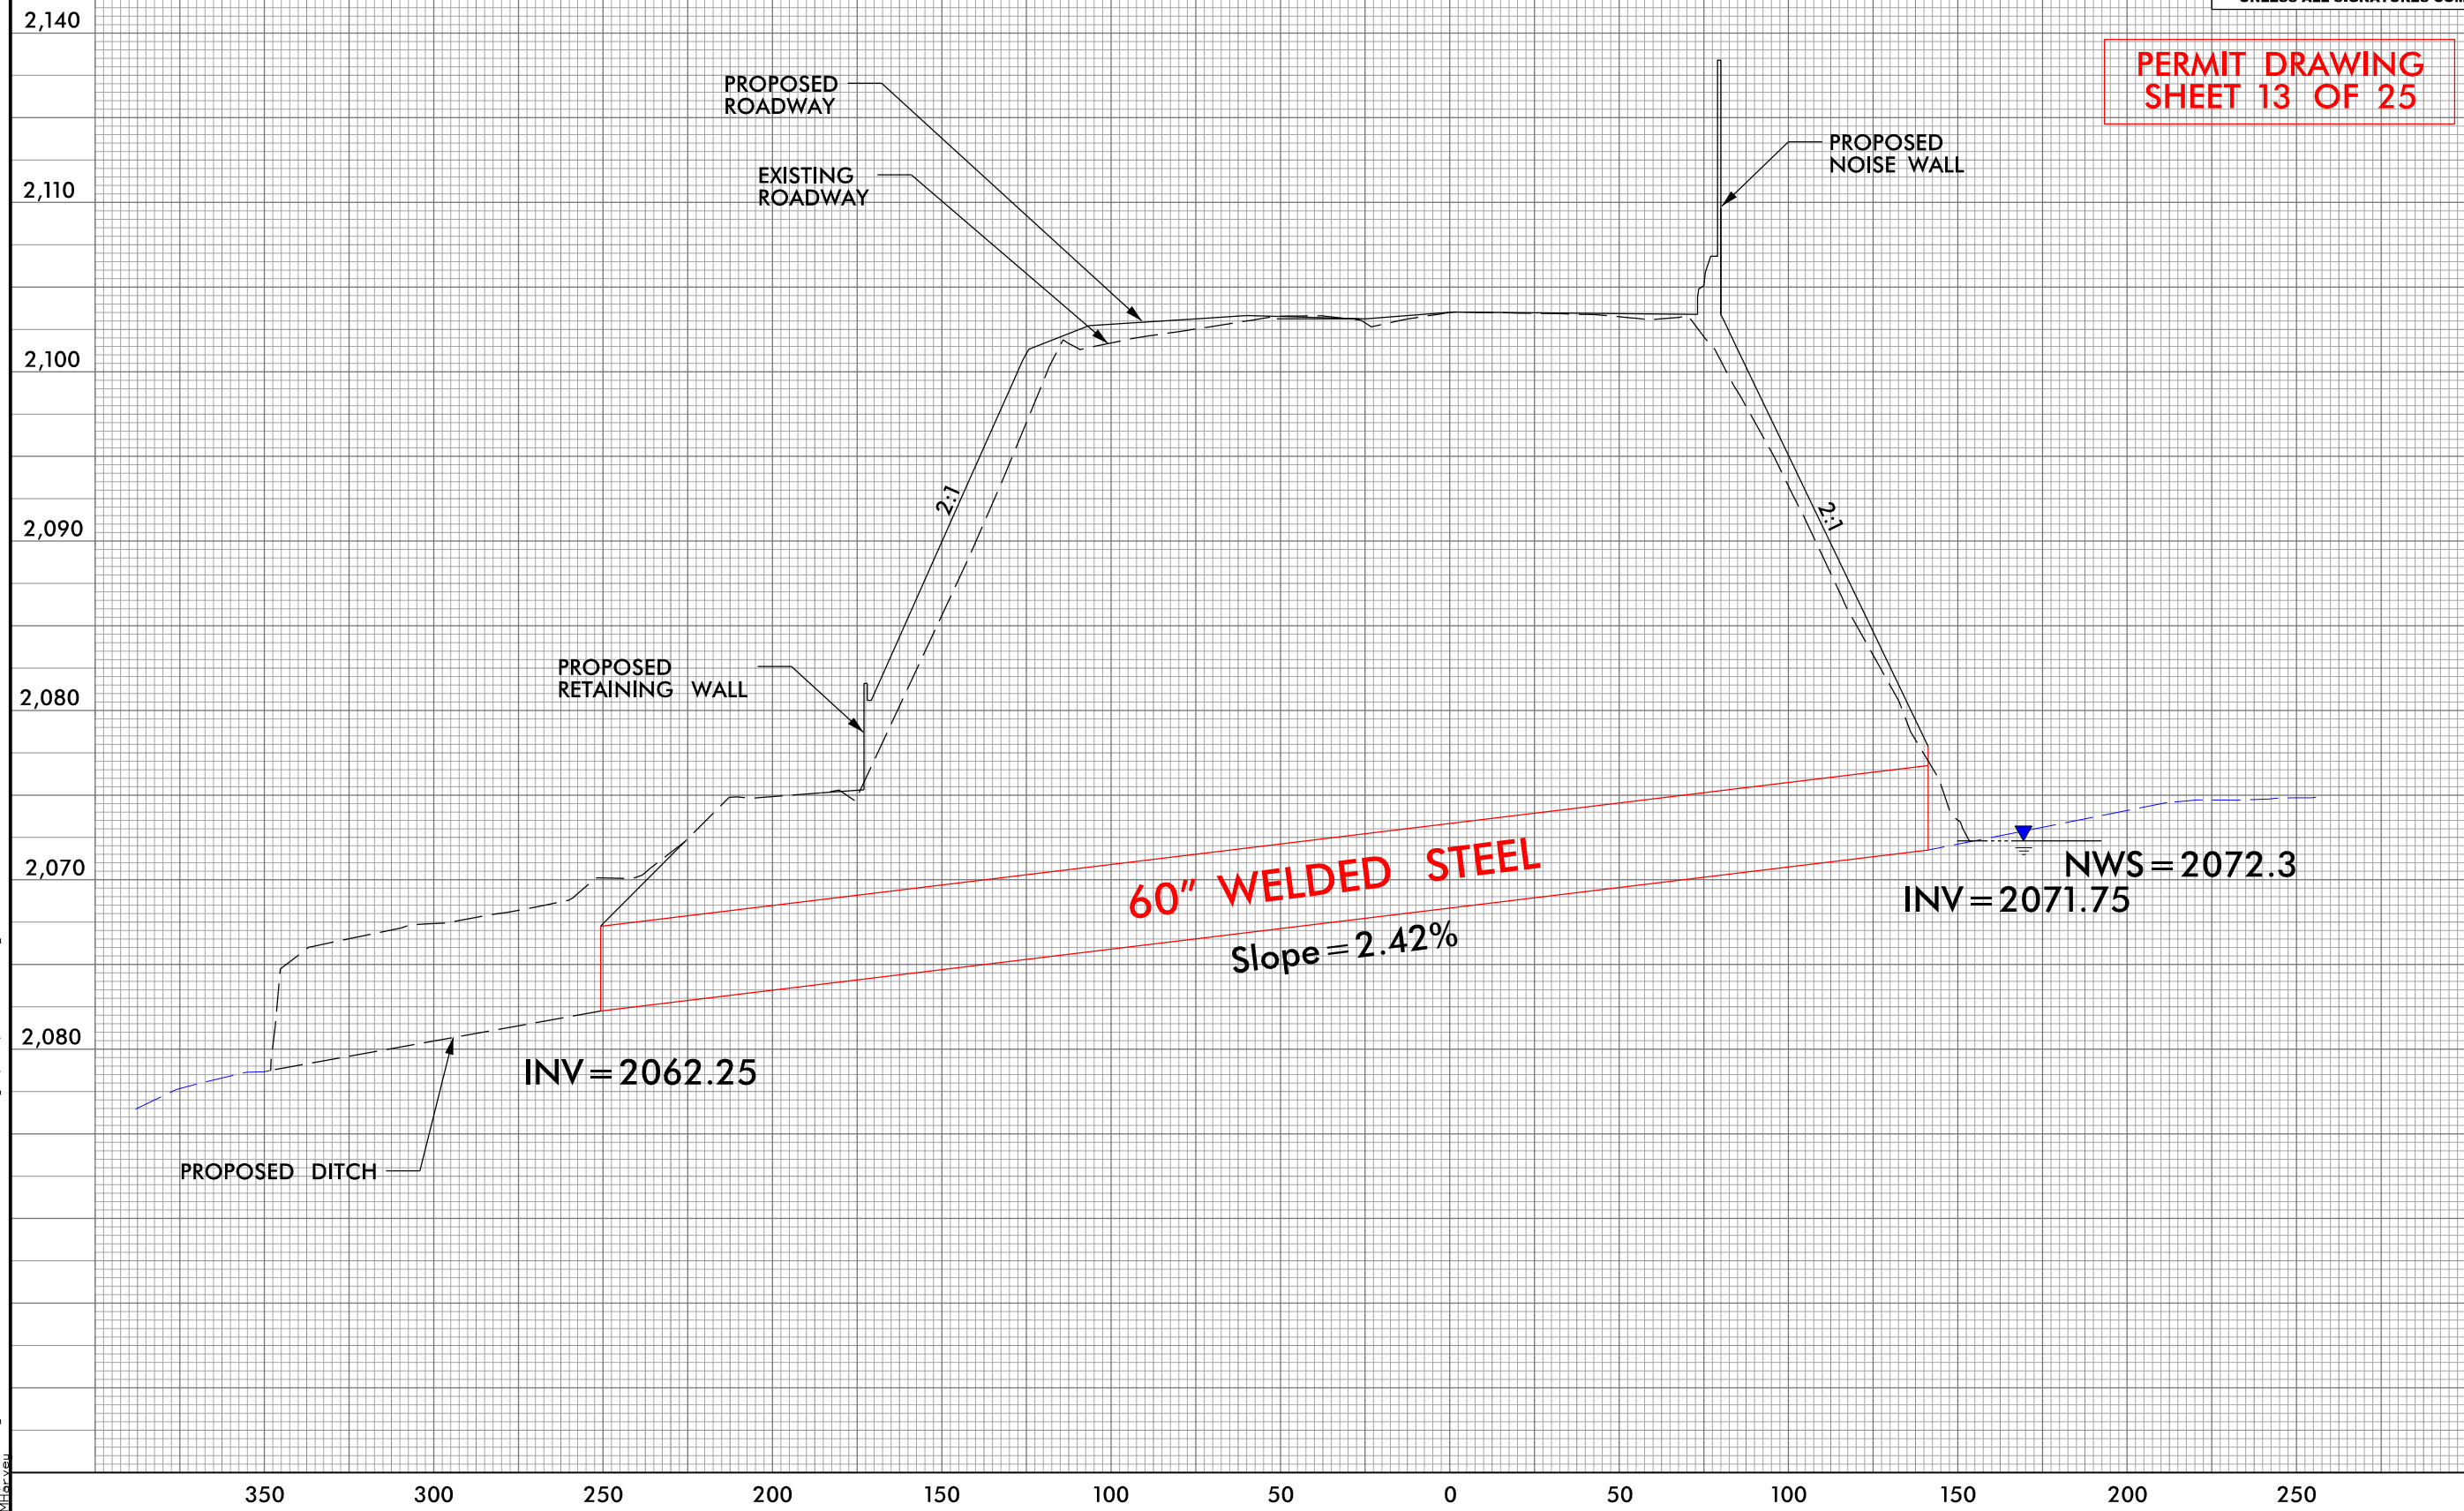 2,140
PERMIT DRAWING
SHEET 13 OF 25
PROPOSED
ROADWAY
PROPOSED
NOISE WALL
EXISTING
ROADWAY
2,110
2,100
2:1
2:1
2,090
PROPOSED
RETAINING WALL
2,080
60" WELDED STEEL
2,070
NWS=2072.3
INV=2071.75
Slope=2.42%
2,080
INV=2062.25
PROPOSED DITCH
350 300 250 200 150 100 50 0 50 100 150 200 250
MHarvey